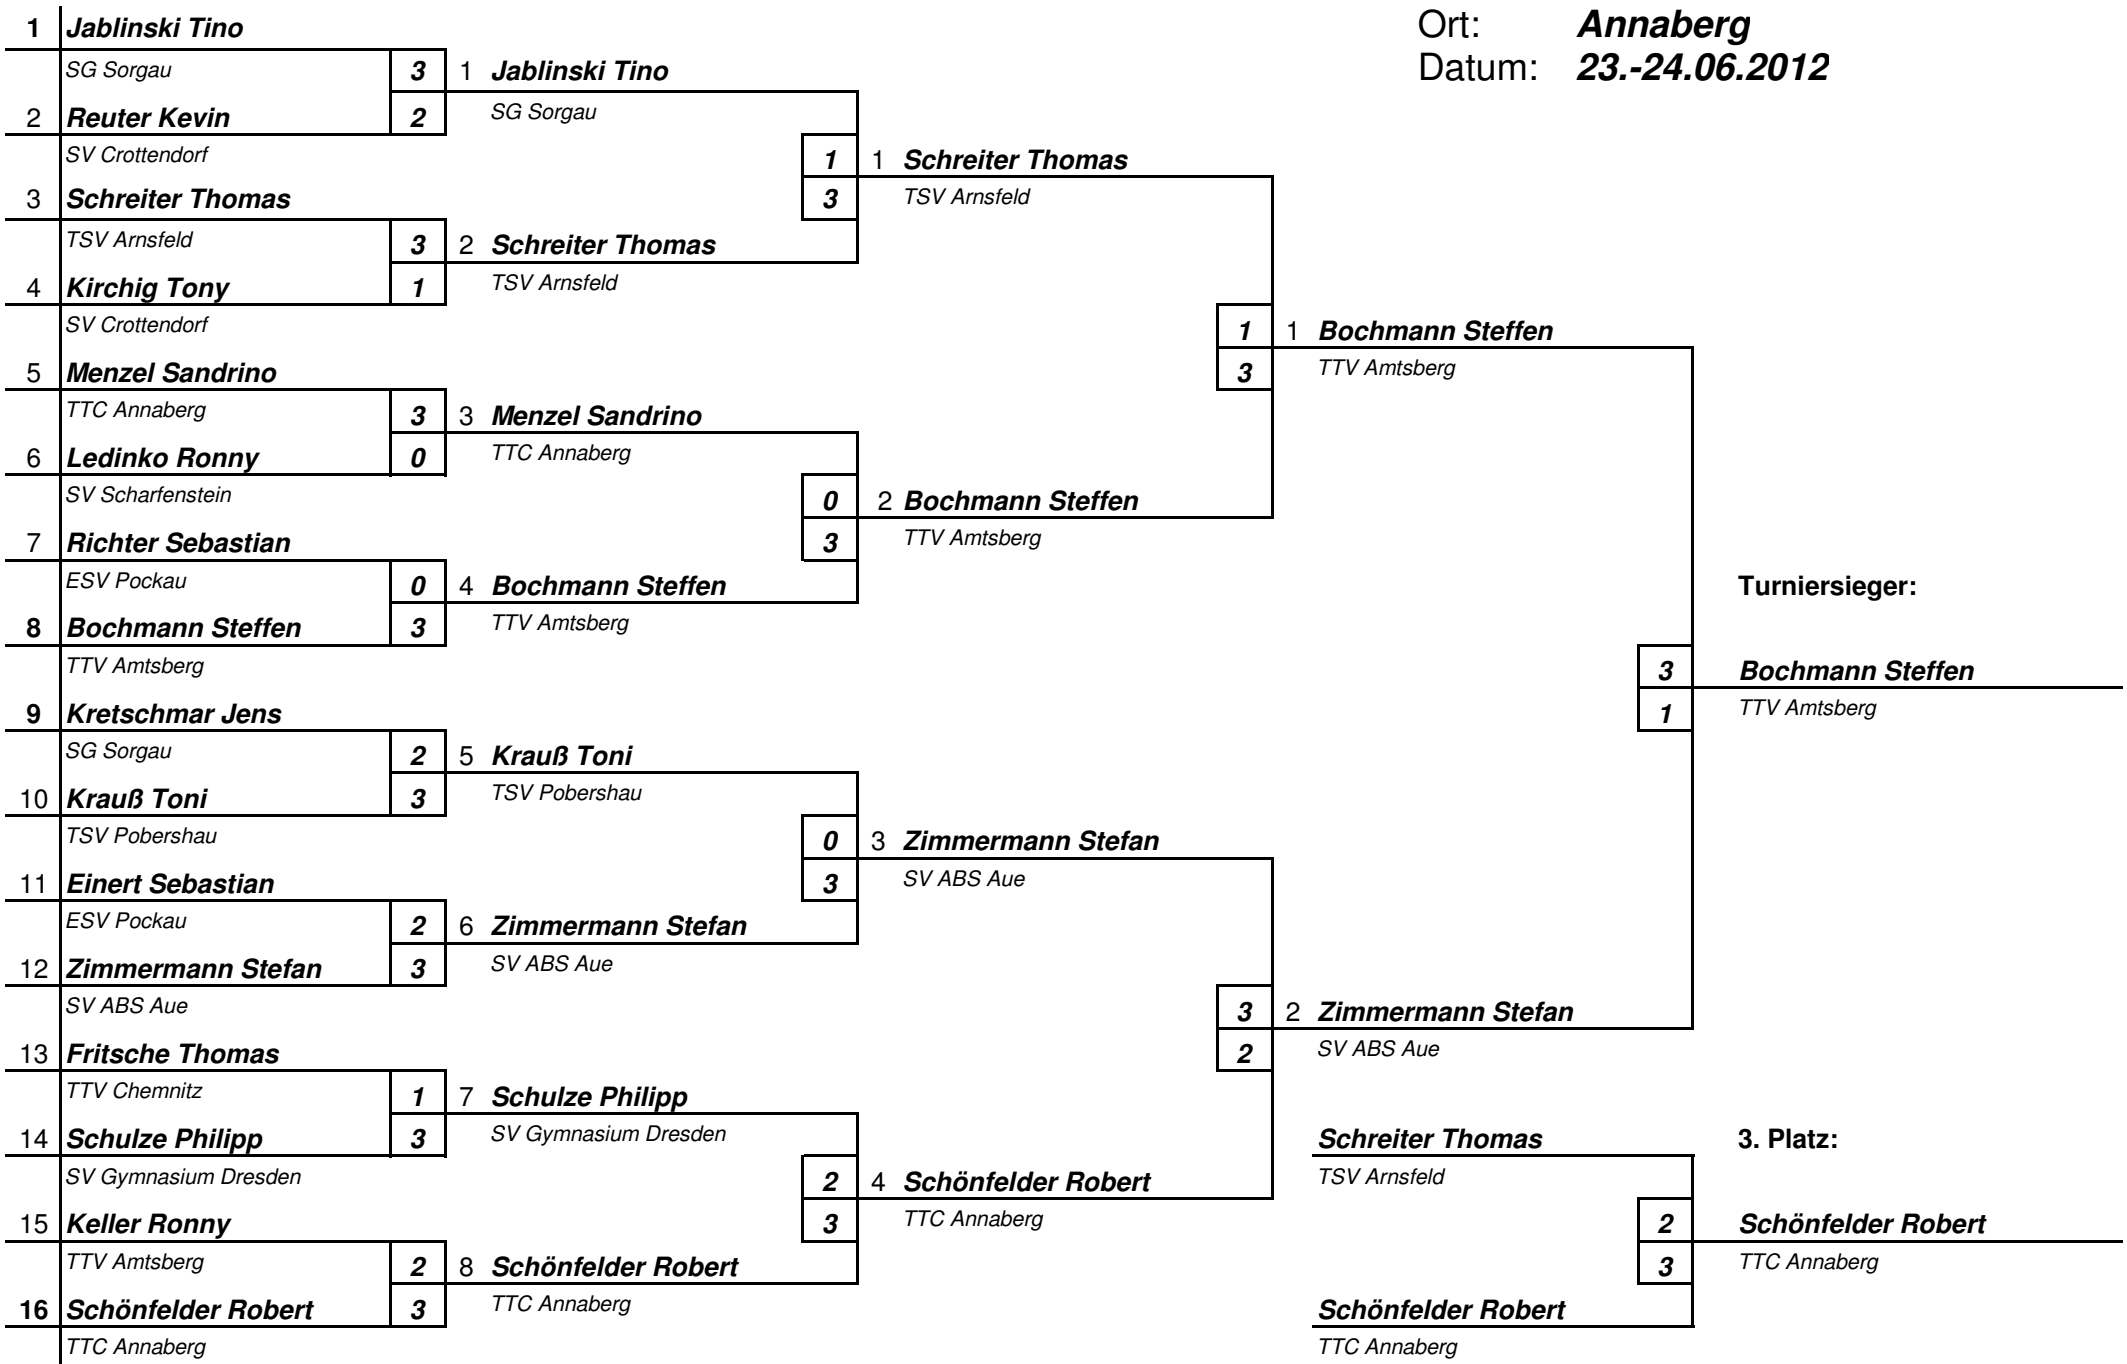 Ort: Annaberg
Datum: 23.-24.06.2012
1 Jablinski Tino
SG Sorgau 3 1 Jablinski Tino
2 Reuter Kevin 2 SG Sorgau
SV Crottendorf 1 1 Schreiter Thomas
3 Schreiter Thomas 3 TSV Arnsfeld
TSV Arnsfeld 3 2 Schreiter Thomas
4 Kirchig Tony 1 TSV Arnsfeld
SV Crottendorf 1 1 Bochmann Steffen
5 Menzel Sandrino 3 TTV Amtsberg
TTC Annaberg 3 3 Menzel Sandrino
6 Ledinko Ronny 0 TTC Annaberg
SV Scharfenstein 0 2 Bochmann Steffen
7 Richter Sebastian 3 TTV Amtsberg
ESV Pockau 0 4 Bochmann Steffen Turniersieger:
8 Bochmann Steffen 3 TTV Amtsberg
TTV Amtsberg 3 Bochmann Steffen
9 Kretschmar Jens 1 TTV Amtsberg
SG Sorgau 2 5 Krauß Toni
10 Krauß Toni 3 TSV Pobershau
TSV Pobershau 0 3 Zimmermann Stefan
11 Einert Sebastian 3 SV ABS Aue
ESV Pockau 2 6 Zimmermann Stefan
12 Zimmermann Stefan 3 SV ABS Aue
SV ABS Aue 3 2 Zimmermann Stefan
13 Fritsche Thomas 2 SV ABS Aue
TTV Chemnitz 1 7 Schulze Philipp
14 Schulze Philipp 3 SV Gymnasium Dresden Schreiter Thomas 3. Platz:
SV Gymnasium Dresden 2 4 Schönfelder Robert TSV Arnsfeld
15 Keller Ronny 3 TTC Annaberg 2 Schönfelder Robert
TTV Amtsberg 2 8 Schönfelder Robert 3 TTC Annaberg
16 Schönfelder Robert 3 TTC Annaberg Schönfelder Robert
TTC Annaberg TTC Annaberg